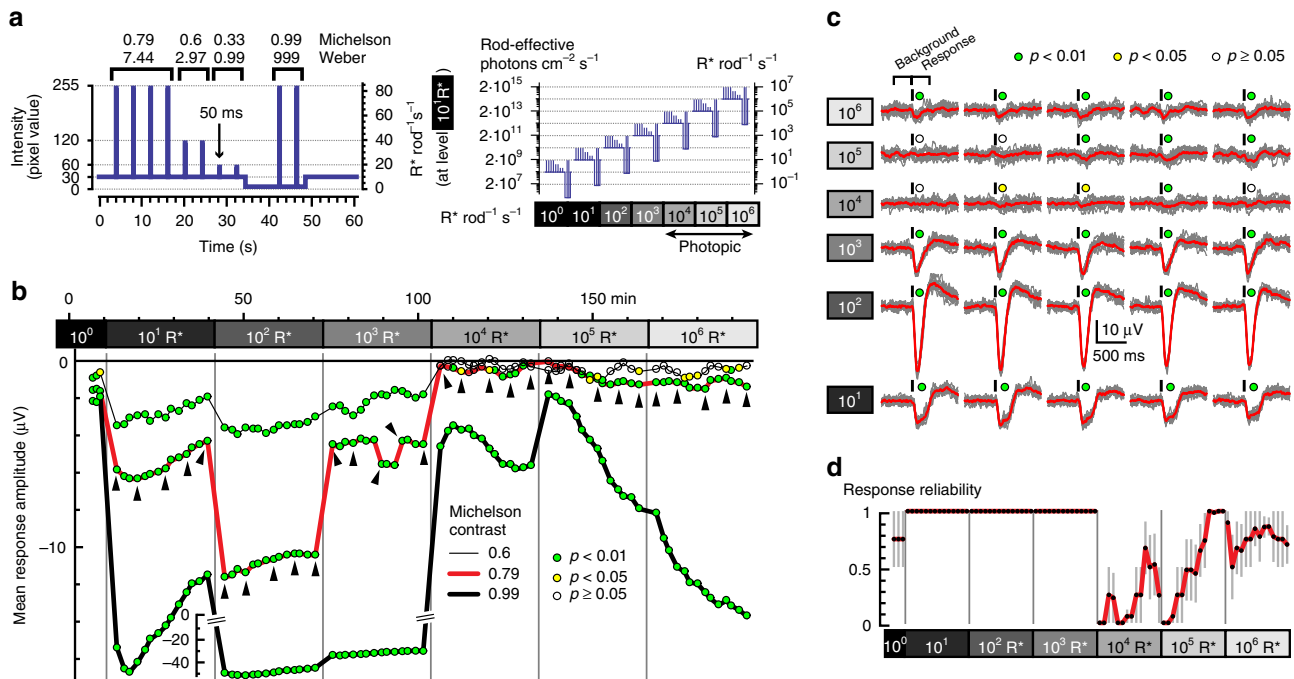 a
0.79 0.6 0.33 0.99 Michelson
7.44 2.97 0.99 999 Weber
Intensity
(pixel value)
255
120
60
30
0
50 ms
80
60
40
20
0
R* rod⁻¹s⁻¹
(at level 10¹R*)
0 10 20 30 40 50 60
Time (s)
Rod-effective
photons cm⁻² s⁻¹
R* rod⁻¹ s⁻¹
2·10¹⁵
2·10¹³
2·10¹¹
2·10⁹
2·10⁷
10⁷
10⁵
10³
10¹
10⁻¹
R* rod⁻¹ s⁻¹ 10⁰ 10¹ 10² 10³ 10⁴ 10⁵ 10⁶
Photopic
b
0 50 100 150 min
10⁰ 10¹ R* 10² R* 10³ R* 10⁴ R* 10⁵ R* 10⁶ R*
Mean response amplitude (μV)
0
−10
0
−20
−40
Michelson
contrast
0.6
0.79
0.99
p < 0.01
p < 0.05
p ≥ 0.05
c
Background
Response
p < 0.01 p < 0.05 p ≥ 0.05
10⁶
10⁵
10⁴
10³
10²
10¹
10 μV
500 ms
d
Response reliability
1
0.5
0
10⁰ 10¹ 10² R* 10³ R* 10⁴ R* 10⁵ R* 10⁶ R*